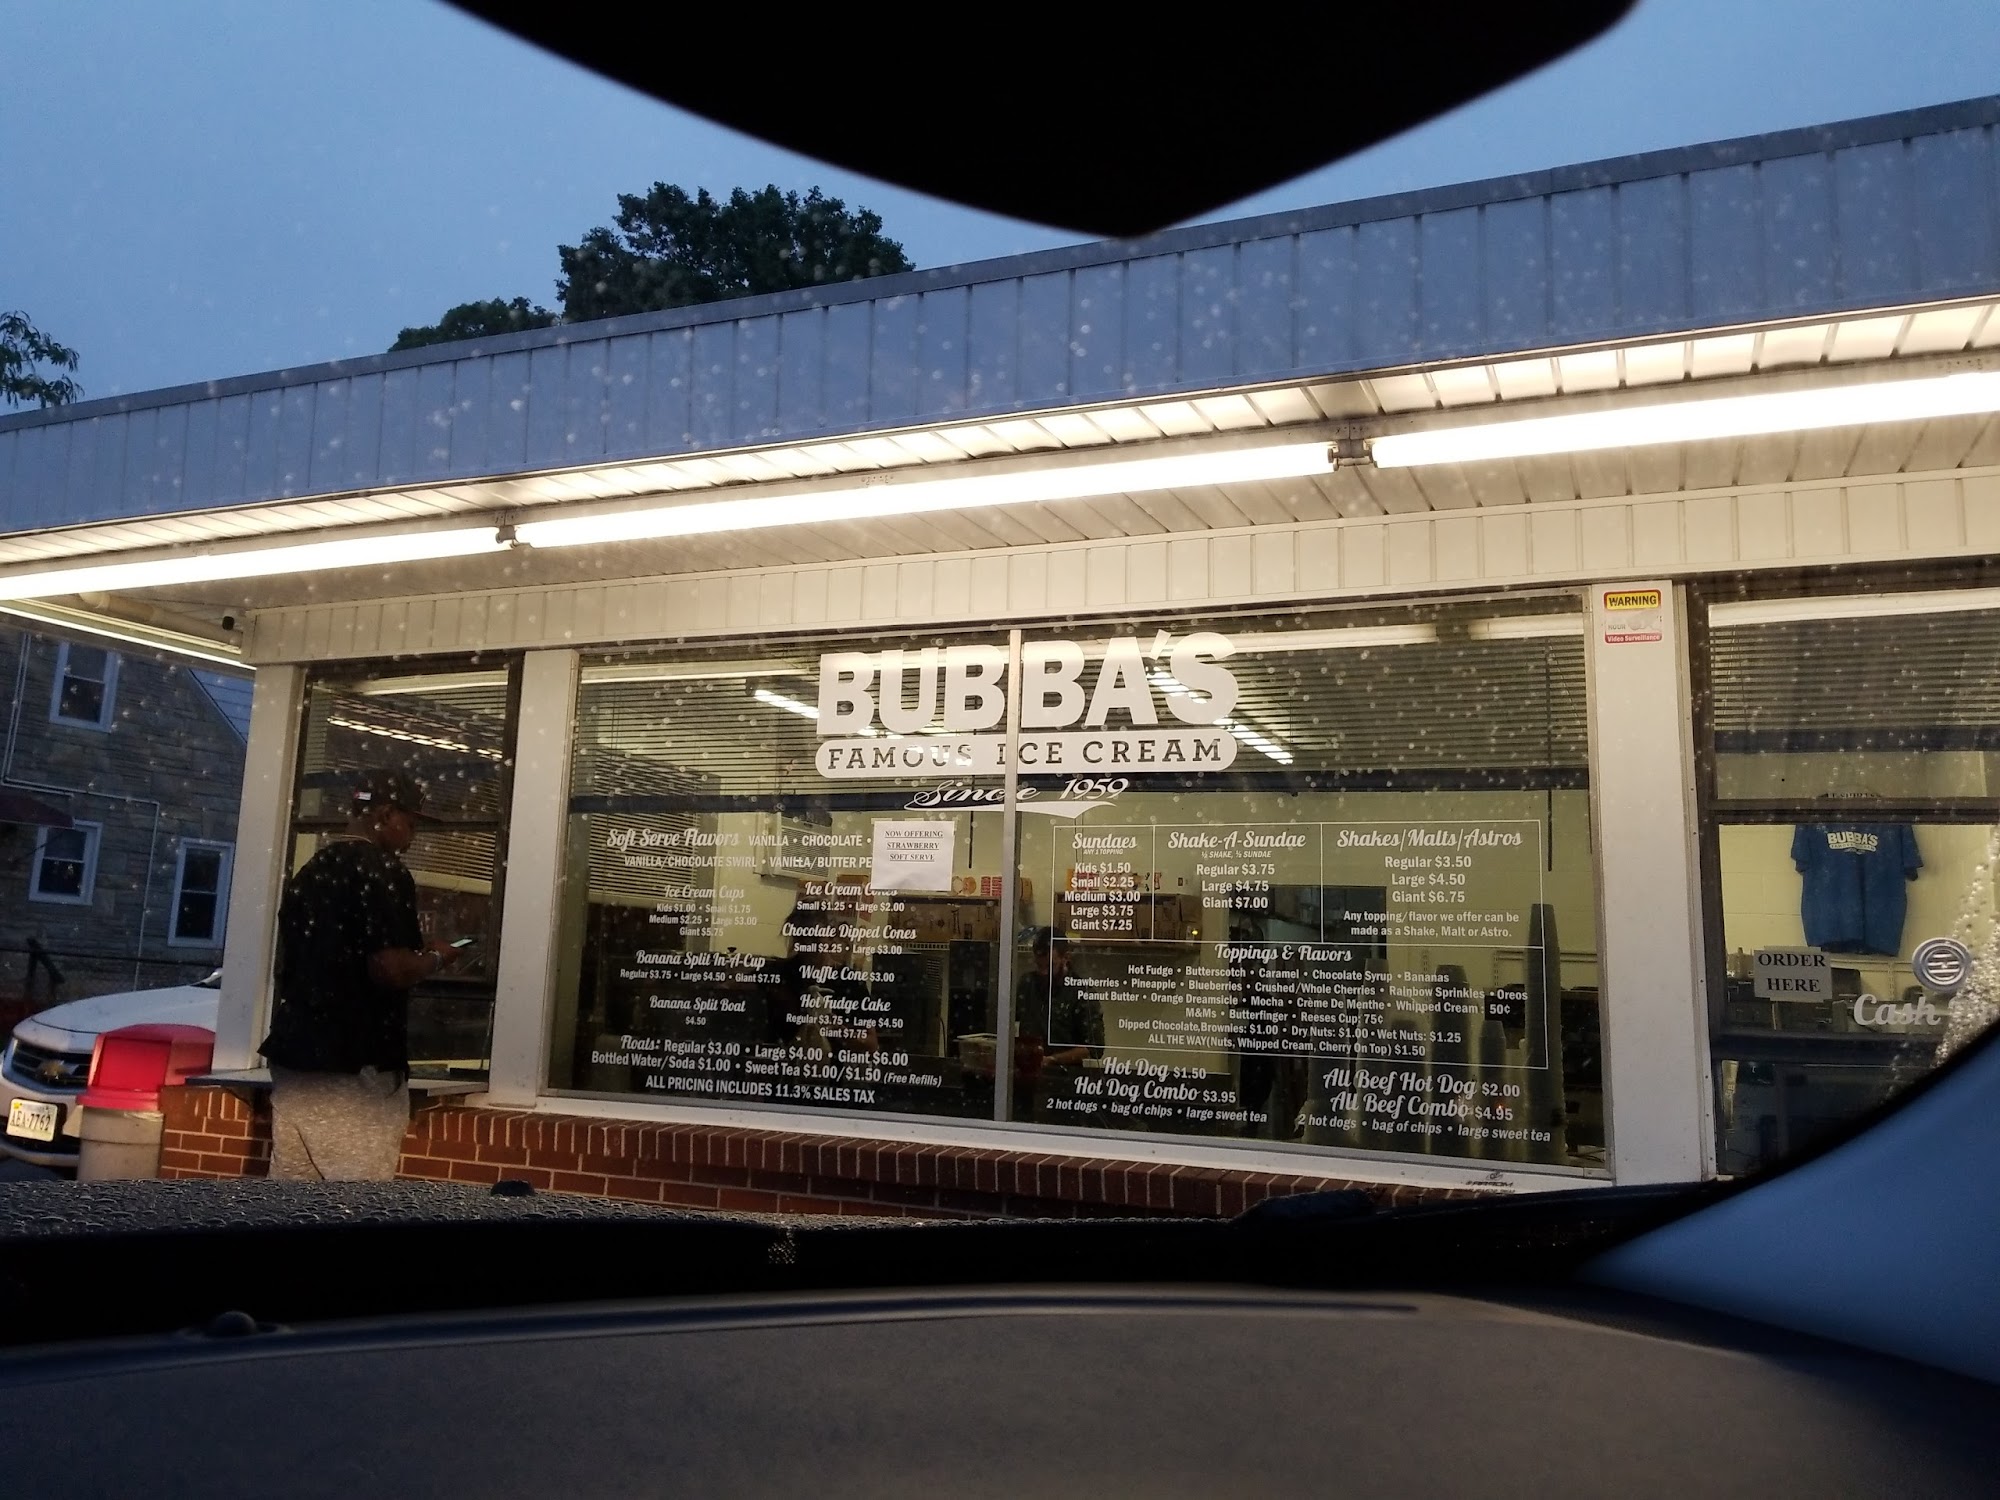 BUBBA'S
FAMOUS ICE CREAM
Since 1959
WARNING
Video Surveillance
Soft Serve Flavors VANILLA • CHOCOLATE •
VANILLA/CHOCOLATE SWIRL • VANILLA/BUTTER PE
NOW OFFERING
STRAWBERRY
SOFT SERVE
Ice Cream Cups
Kids $1.00 • Small $1.75
Medium $2.25 • Large $3.00
Giant $5.75
Banana Split In-A-Cup
Regular $3.75 • Large $4.50 • Giant $7.75
Banana Split Boat
$4.50
Ice Cream Cones
Small $1.25 • Large $2.00
Chocolate Dipped Cones
Small $2.25 • Large $3.00
Waffle Cone $3.00
Hot Fudge Cake
Regular $3.75 • Large $4.50
Giant $7.75
Floats: Regular $3.00 • Large $4.00 • Giant $6.00
Bottled Water/Soda $1.00 • Sweet Tea $1.00/$1.50 (Free Refills)
ALL PRICING INCLUDES 11.3% SALES TAX
Sundaes
ANY 1 TOPPING
Kids $1.50
Small $2.25
Medium $3.00
Large $3.75
Giant $7.25
Shake-A-Sundae
½ SHAKE, ½ SUNDAE
Regular $3.75
Large $4.75
Giant $7.00
Shakes/Malts/Astros
Regular $3.50
Large $4.50
Giant $6.75
Any topping/flavor we offer can be
made as a Shake, Malt or Astro.
Toppings & Flavors
Hot Fudge • Butterscotch • Caramel • Chocolate Syrup • Bananas
Strawberries • Pineapple • Blueberries • Crushed/Whole Cherries • Rainbow Sprinkles • Oreos
Peanut Butter • Orange Dreamsicle • Mocha • Crème De Menthe • Whipped Cream : 50¢
M&Ms • Butterfinger • Reeses Cup: 75¢
Dipped Chocolate,Brownies: $1.00 • Dry Nuts: $1.00 • Wet Nuts: $1.25
ALL THE WAY(Nuts, Whipped Cream, Cherry On Top) $1.50
Hot Dog $1.50
Hot Dog Combo $3.95
2 hot dogs • bag of chips • large sweet tea
All Beef Hot Dog $2.00
All Beef Combo $4.95
2 hot dogs • bag of chips • large sweet tea
BUBBA'S
ORDER
HERE
Cash